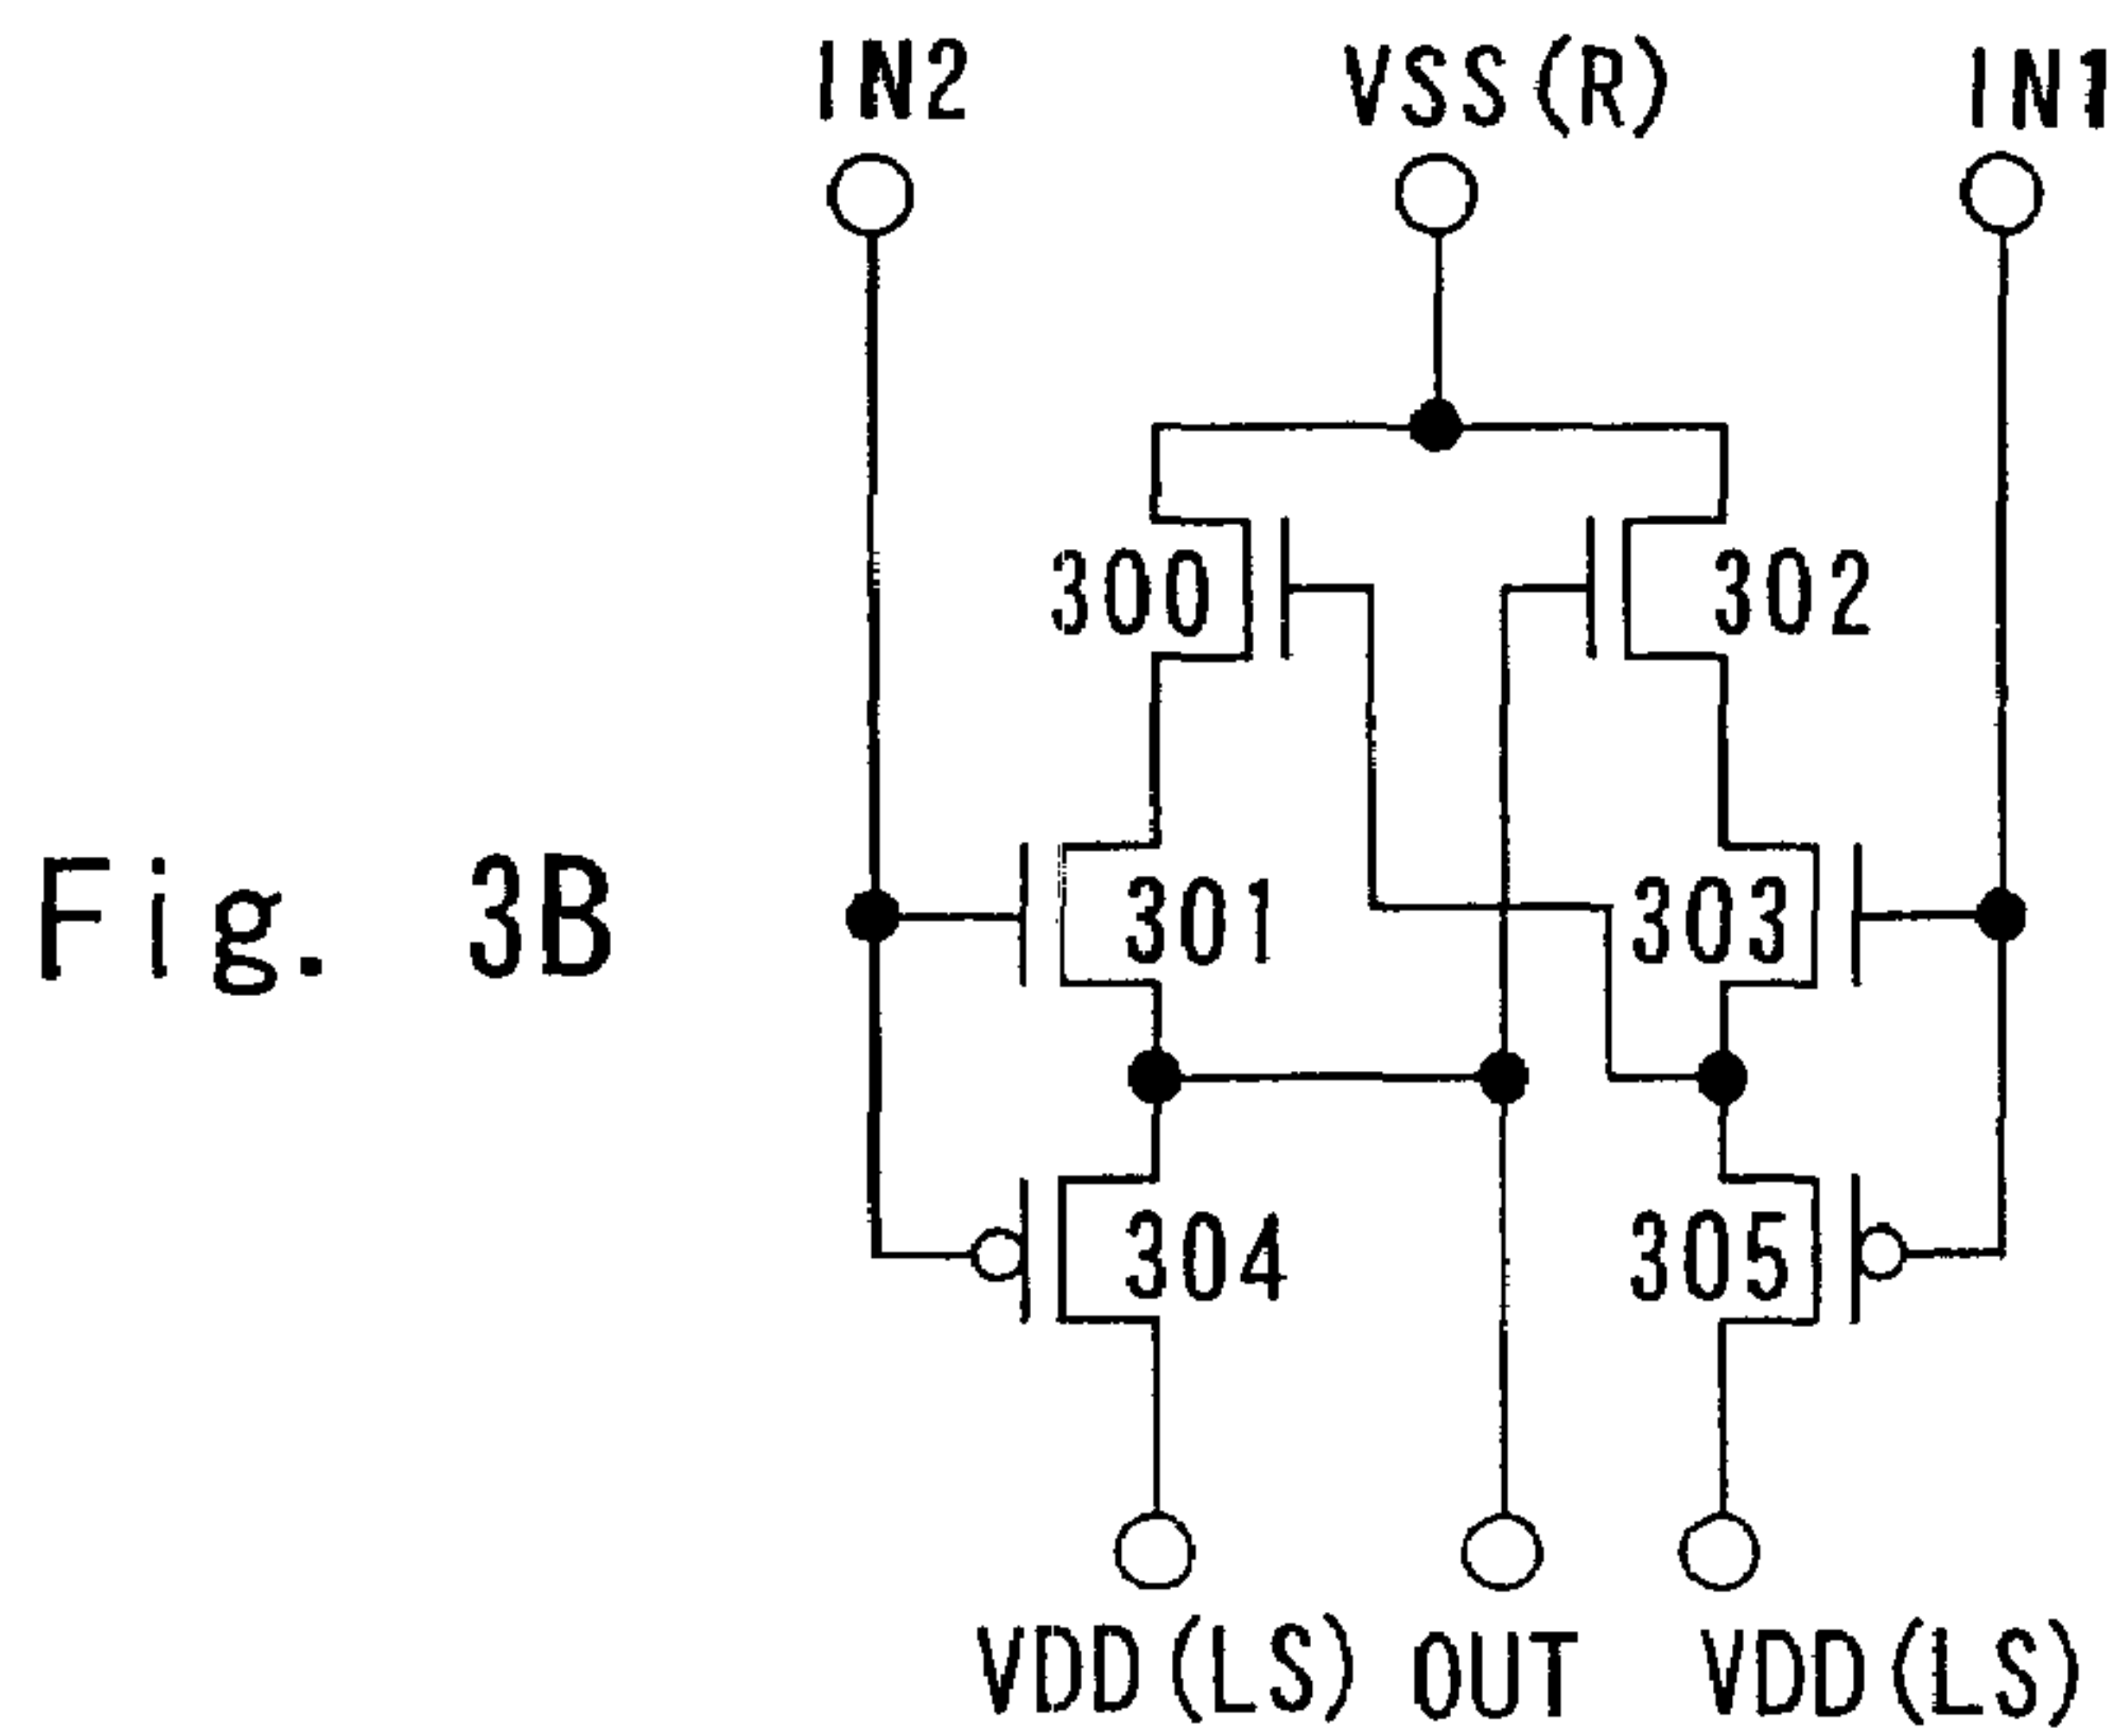 IN2 VSS(R) IN1
300 302
Fig. 3B 301 303
304 305
VDD(LS) OUT VDD(LS)